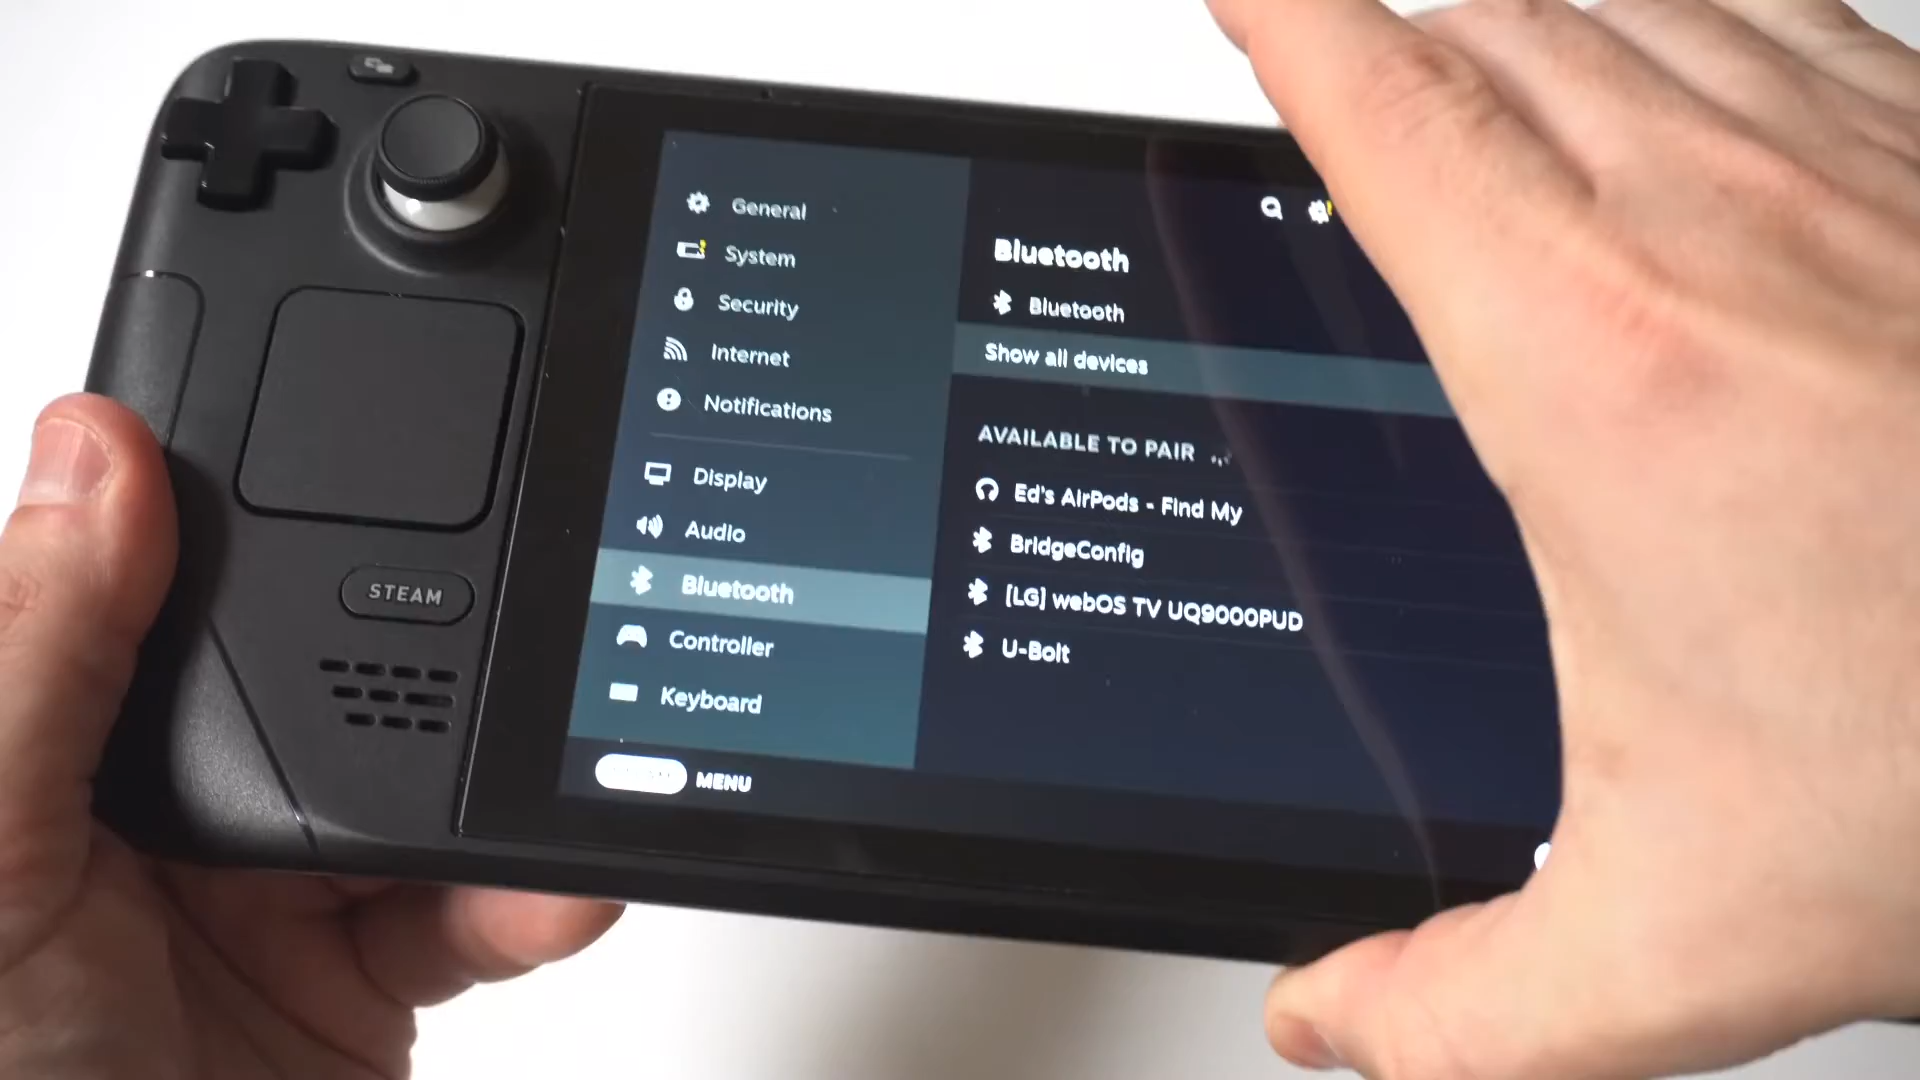 General
System
Security
Internet
Notifications
Display
Audio
Bluetooth
Controller
Keyboard
MENU
Bluetooth
Bluetooth
Show all devices
AVAILABLE TO PAIR
Ed's AirPods - Find My
BridgeConfig
[LG] webOS TV UQ9000PUD
U-Bolt
STEAM